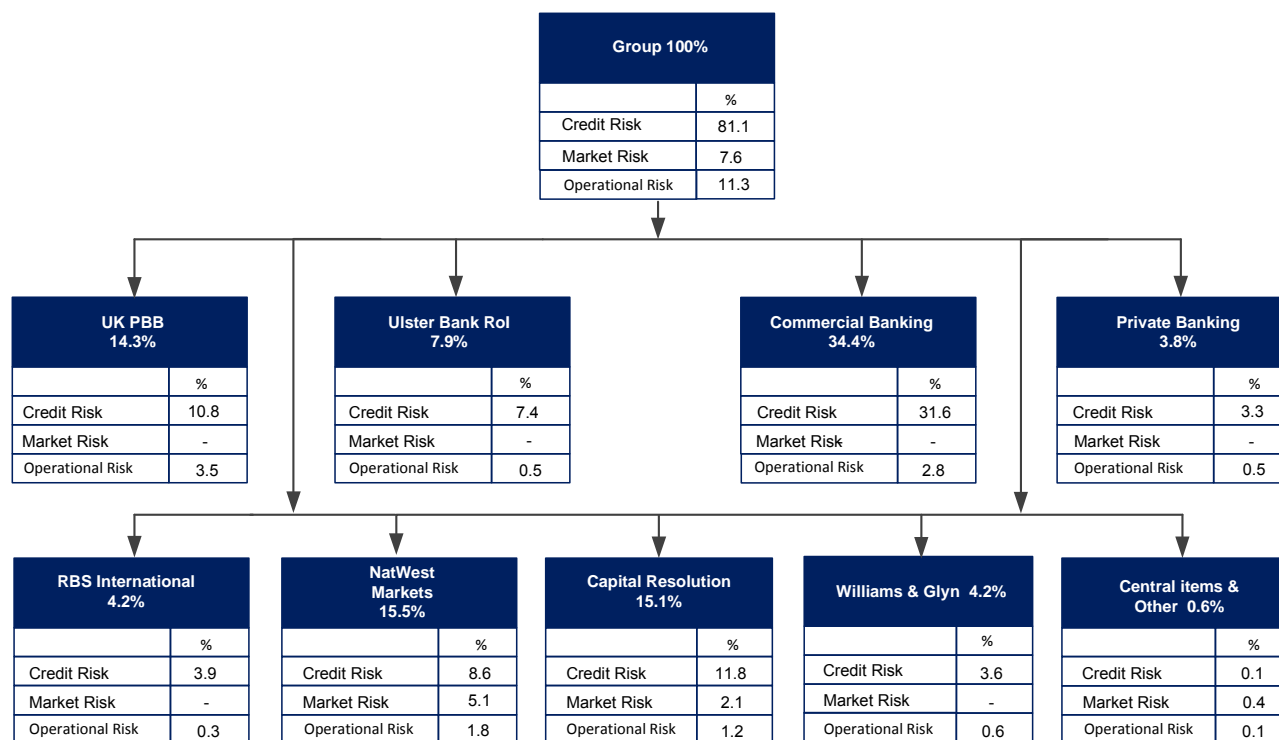 Group 100%
%
Credit Risk 81.1
Market Risk 7.6
Operational Risk 11.3
UK PBB
14.3%
%
Credit Risk 10.8
Market Risk -
Operational Risk 3.5
Ulster Bank RoI
7.9%
%
Credit Risk 7.4
Market Risk -
Operational Risk 0.5
Commercial Banking
34.4%
%
Credit Risk 31.6
Market Risk -
Operational Risk 2.8
Private Banking
3.8%
%
Credit Risk 3.3
Market Risk -
Operational Risk 0.5
RBS International
4.2%
%
Credit Risk 3.9
Market Risk -
Operational Risk 0.3
NatWest
Markets
15.5%
%
Credit Risk 8.6
Market Risk 5.1
Operational Risk 1.8
Capital Resolution
15.1%
%
Credit Risk 11.8
Market Risk 2.1
Operational Risk 1.2
Williams & Glyn 4.2%
%
Credit Risk 3.6
Market Risk -
Operational Risk 0.6
Central items &
Other 0.6%
%
Credit Risk 0.1
Market Risk 0.4
Operational Risk 0.1